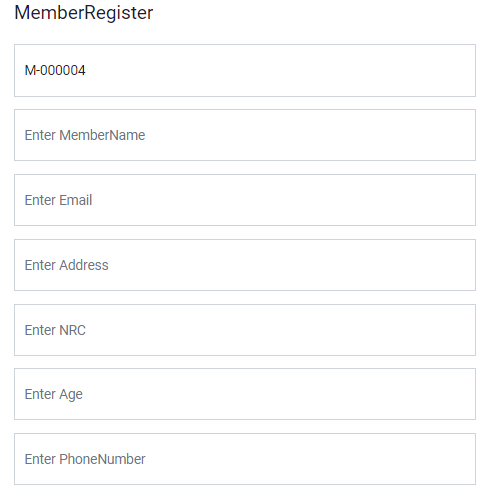 MemberRegister
M-000004
Enter MemberName
Enter Email
Enter Address
Enter NRC
Enter Age
Enter PhoneNumber